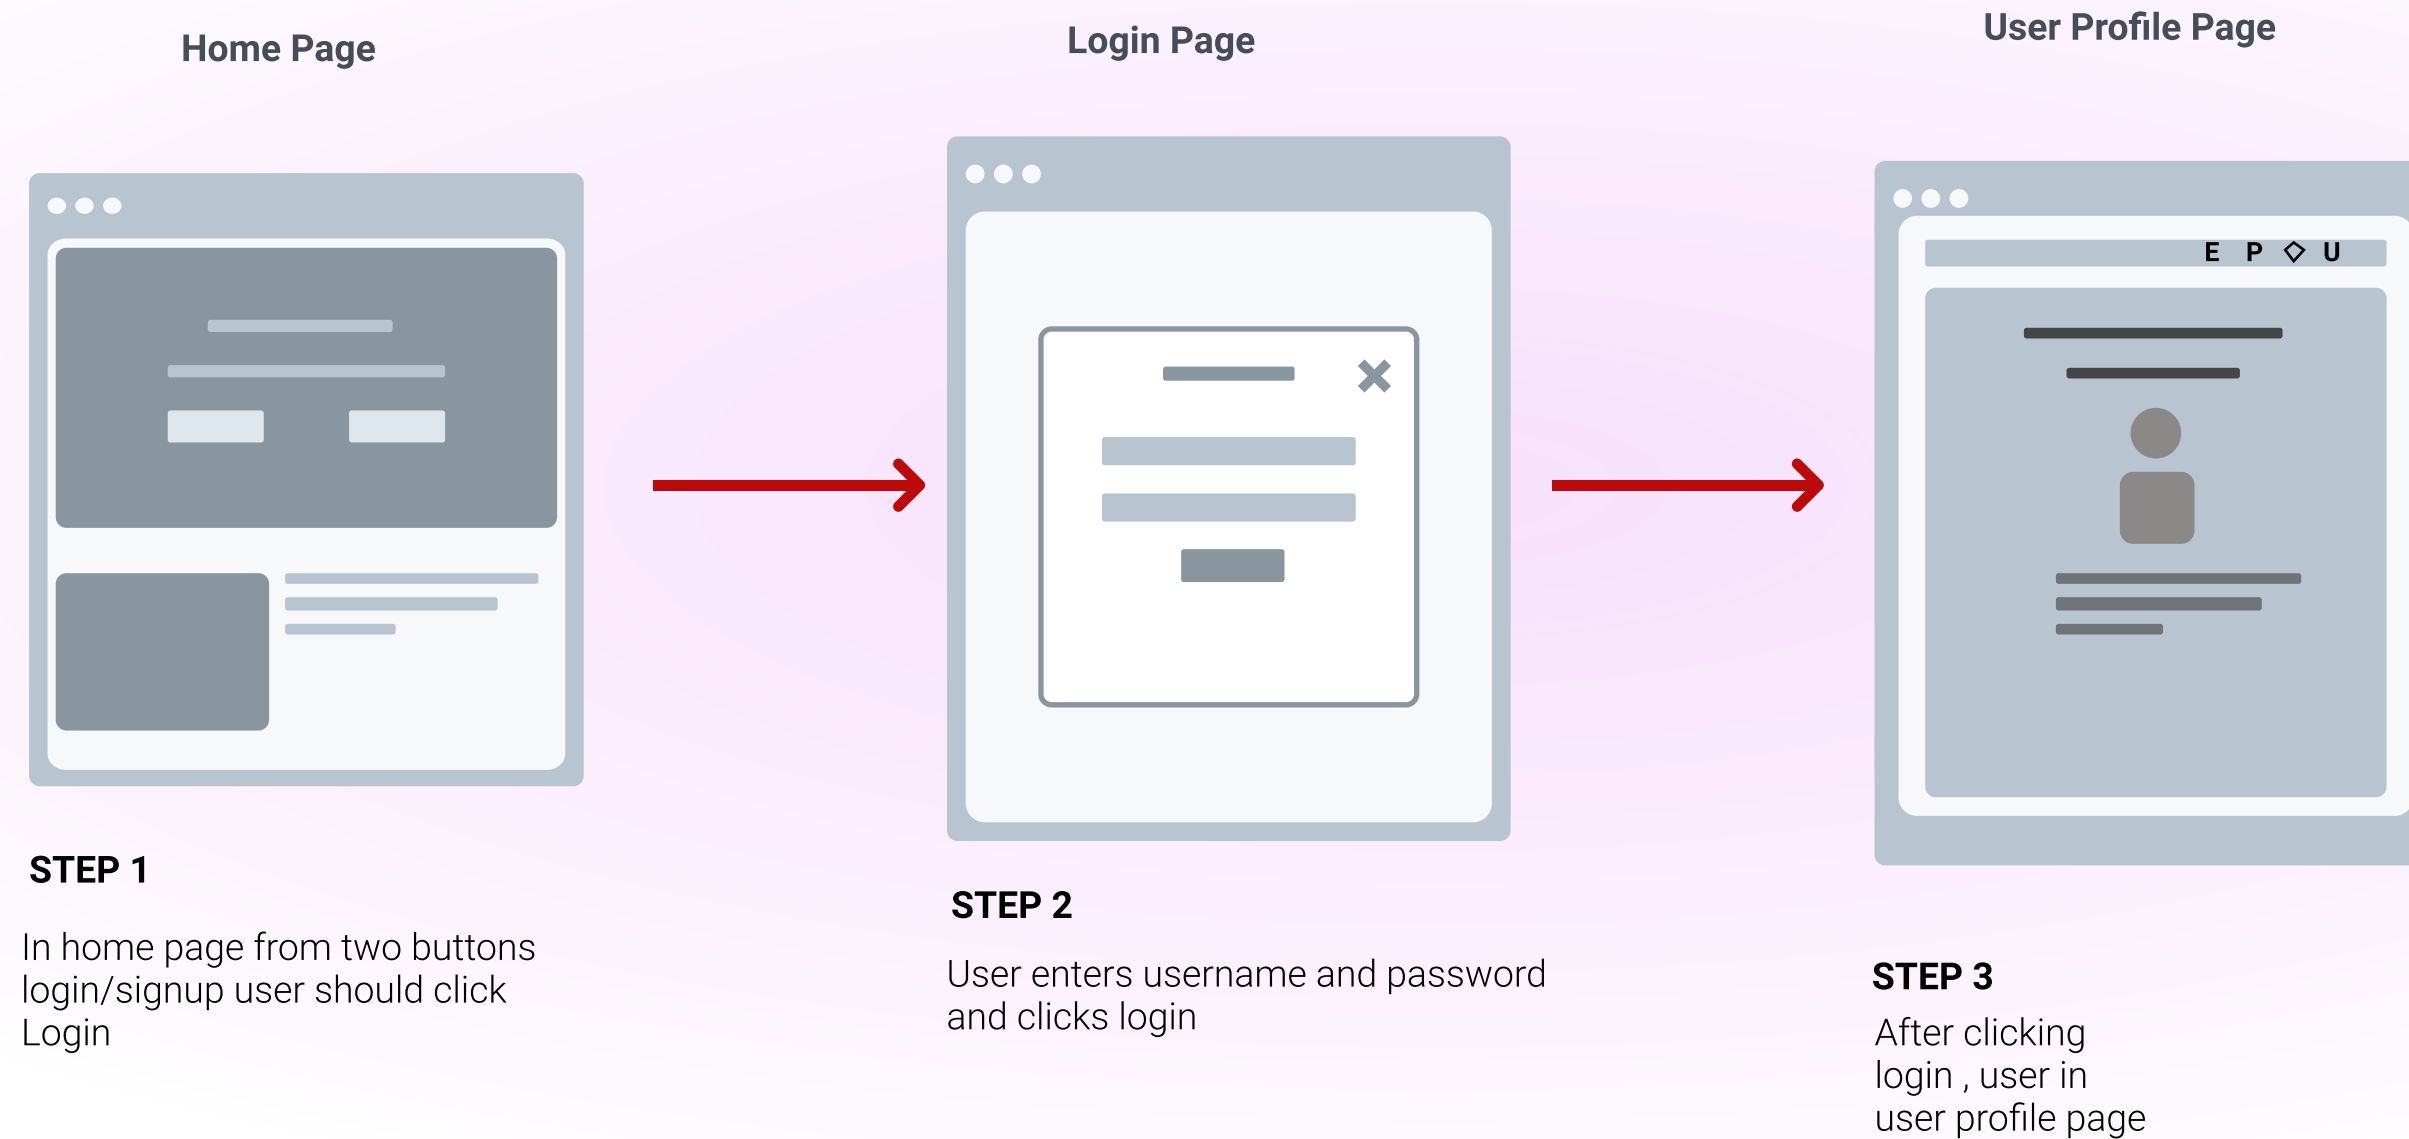 Home Page
Login Page
User Profile Page
E P U
STEP 1
In home page from two buttons
login/signup user should click
Login
STEP 2
User enters username and password
and clicks login
STEP 3
After clicking
login , user in
user profile page